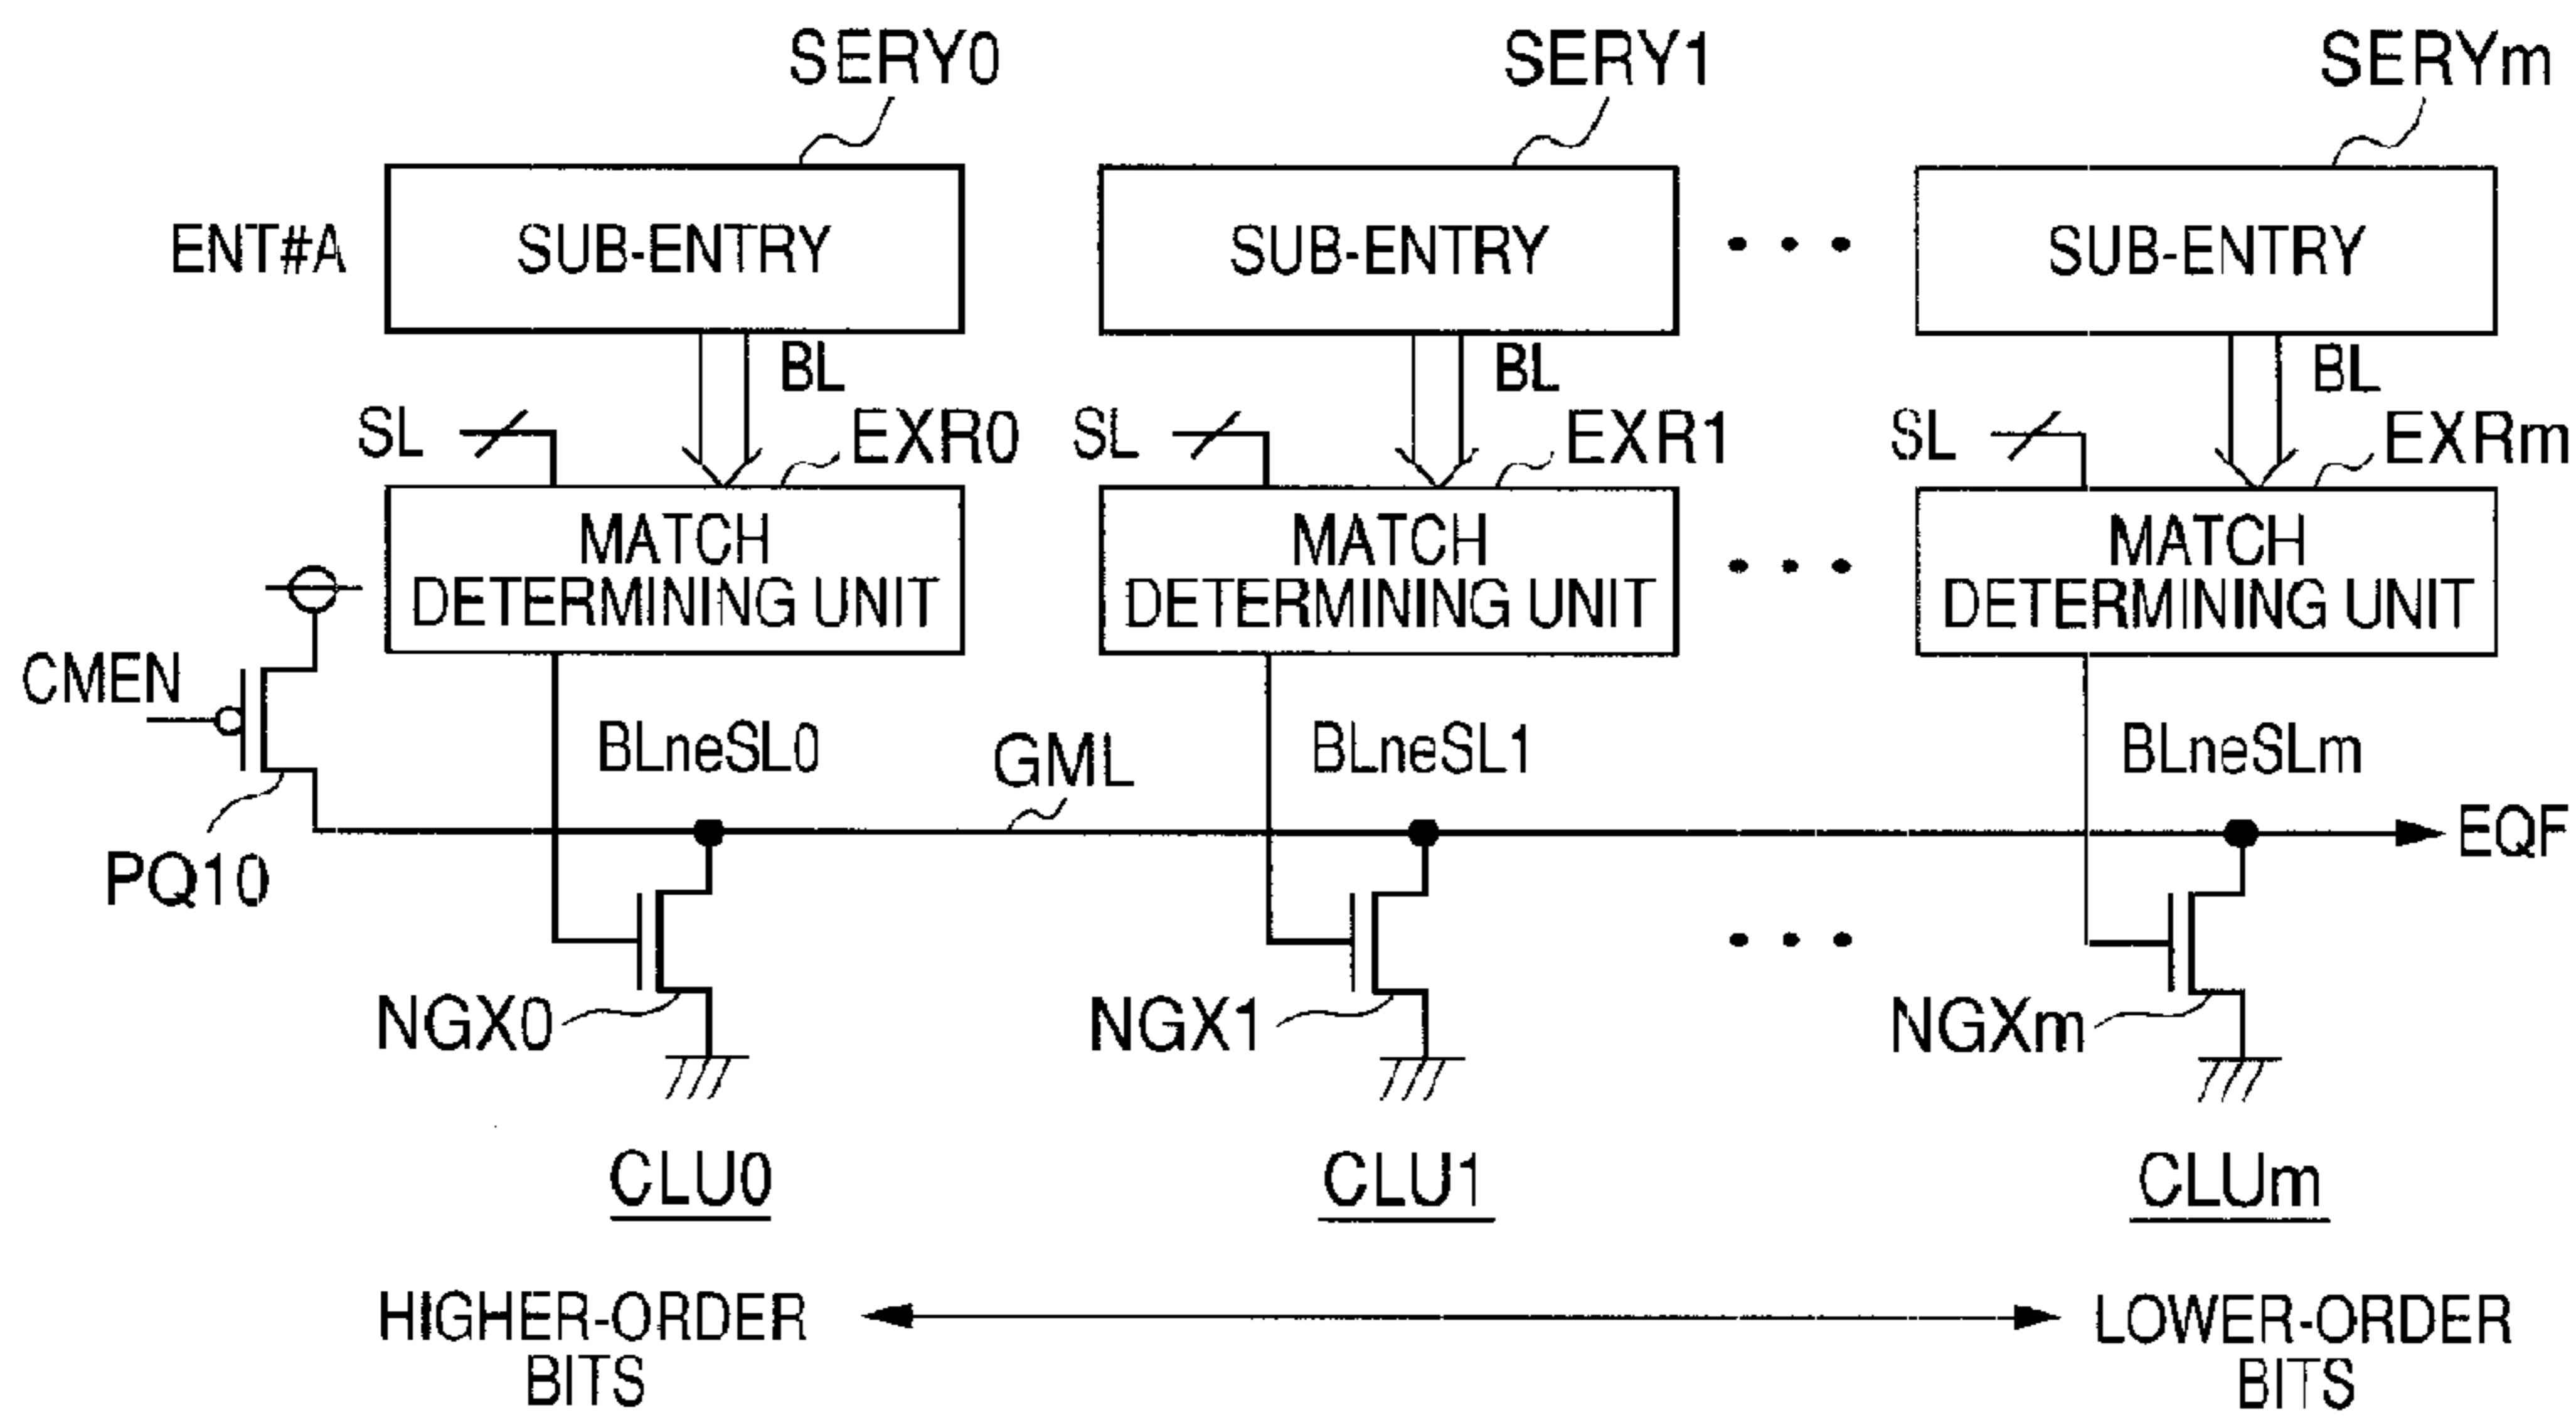 SERY0 SERY1 SERYm
ENT#A SUB-ENTRY SUB-ENTRY SUB-ENTRY
BL BL BL
SL EXR0 SL EXR1 SL EXRm
MATCH DETERMINING UNIT MATCH DETERMINING UNIT MATCH DETERMINING UNIT
CMEN
BLneSL0 GML BLneSL1 BLneSLm
EQF
PQ10
NGX0 NGX1 NGXm
CLU0 CLU1 CLUm
HIGHER-ORDER BITS LOWER-ORDER BITS